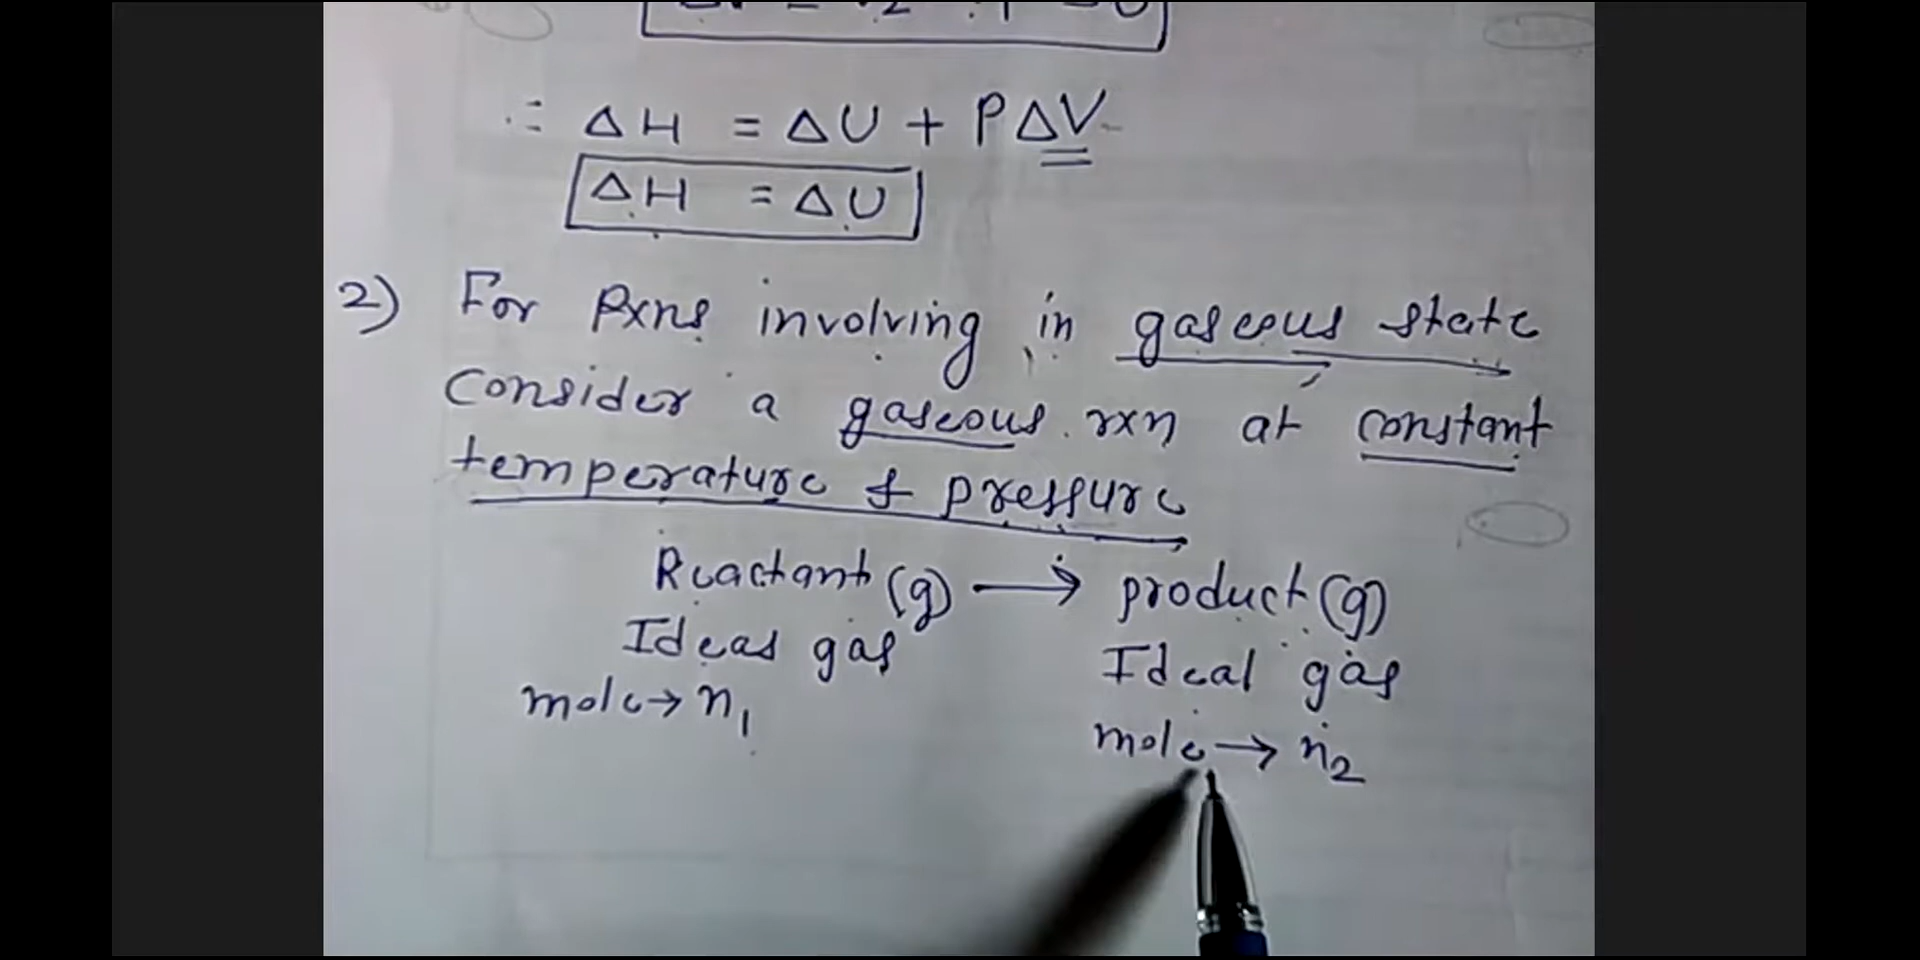 ∴ ΔH = ΔU + PΔV
ΔH = ΔU
2) For Rxns involving in gaseous state
Consider a gaseous rxn at constant
temperature & pressure
Reactant (g) → product (g)
Ideas gas Ideal gas
mole → n₁ mole → n₂